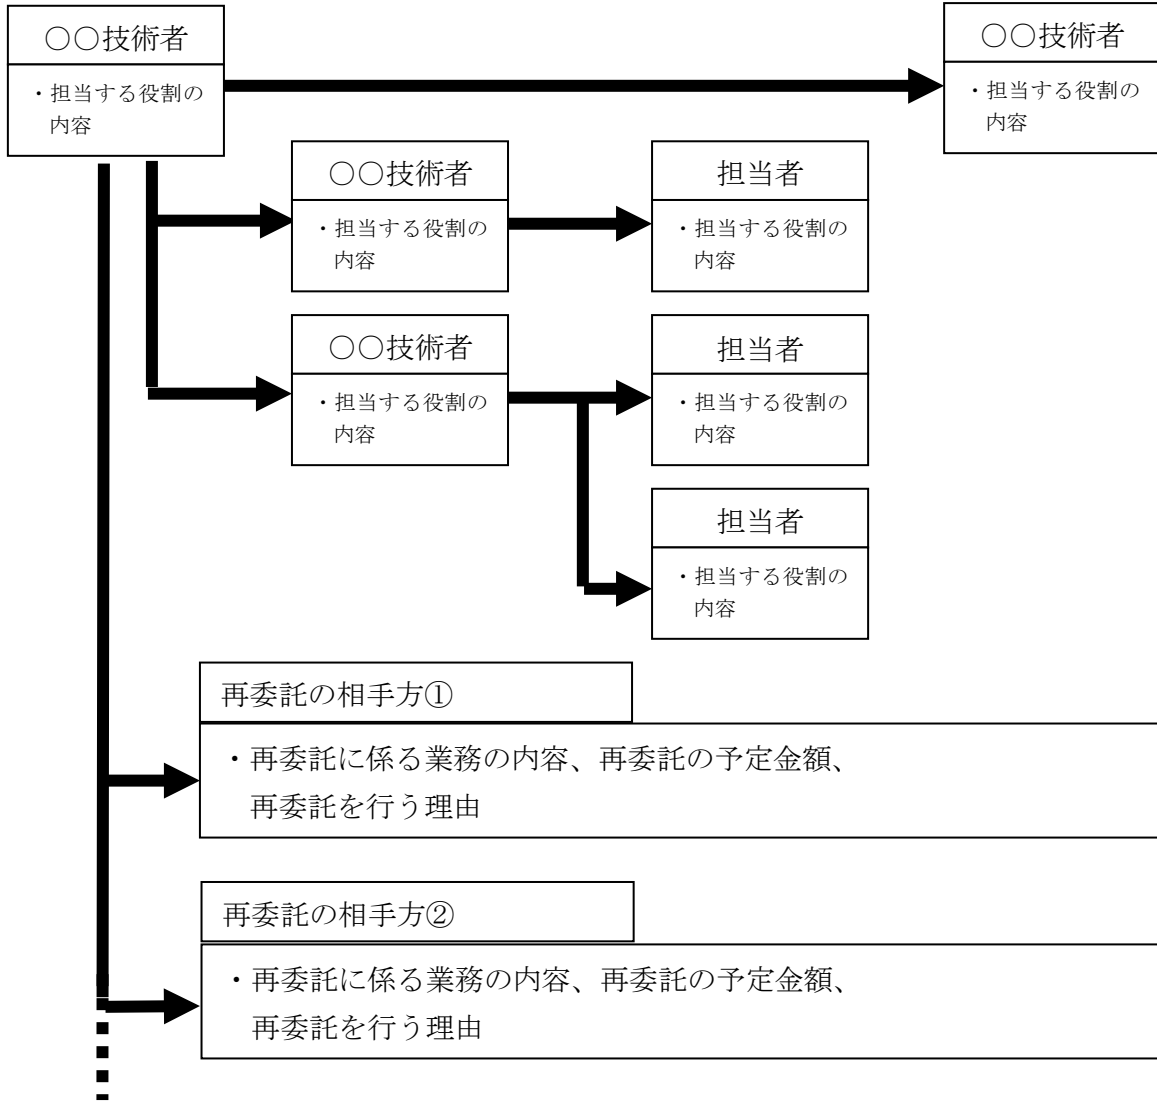 ○○技術者
・担当する役割の
内容
○○技術者
・担当する役割の
内容
○○技術者
・担当する役割の
内容
担当者
・担当する役割の
内容
○○技術者
・担当する役割の
内容
担当者
・担当する役割の
内容
担当者
・担当する役割の
内容
再委託の相手方①
・再委託に係る業務の内容、再委託の予定金額、
再委託を行う理由
再委託の相手方②
・再委託に係る業務の内容、再委託の予定金額、
再委託を行う理由